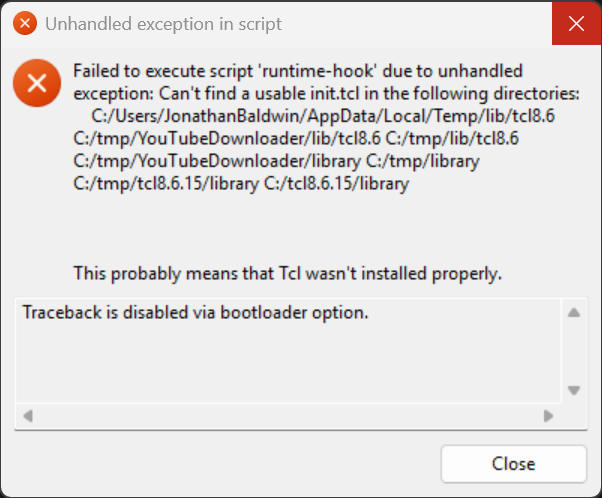 Unhandled exception in script
Failed to execute script 'runtime-hook' due to unhandled
exception: Can't find a usable init.tcl in the following directories:
C:/Users/JonathanBaldwin/AppData/Local/Temp/lib/tcl8.6
C:/tmp/YouTubeDownloader/lib/tcl8.6 C:/tmp/lib/tcl8.6
C:/tmp/YouTubeDownloader/library C:/tmp/library
C:/tmp/tcl8.6.15/library C:/tcl8.6.15/library
This probably means that Tcl wasn't installed properly.
Traceback is disabled via bootloader option.
Close